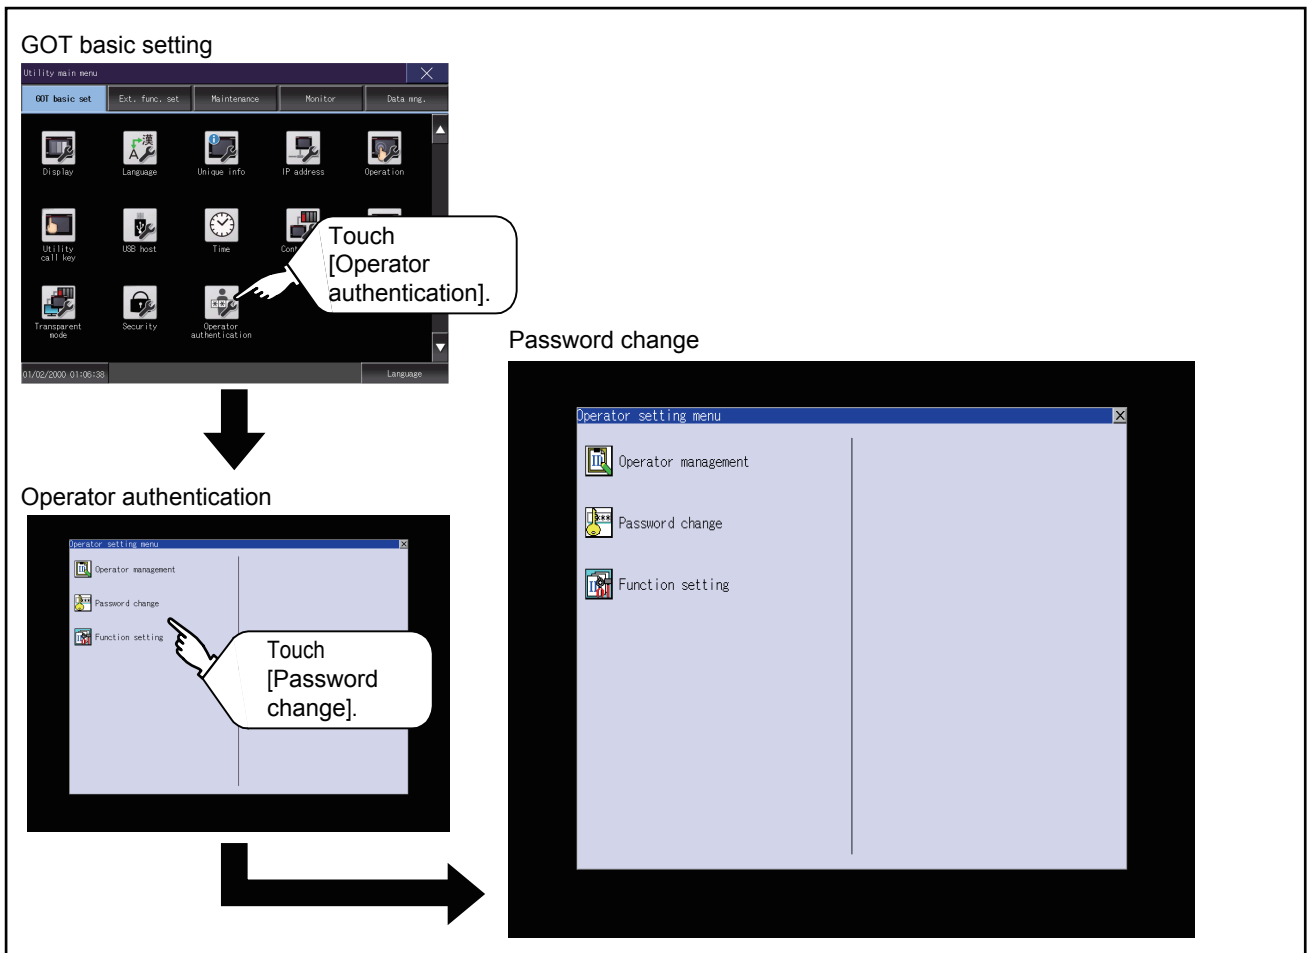 GOT basic setting
Utility main menu
GOT basic set Ext. func. set Maintenance Monitor Data mng.
漢
A
Display Language Unique info IP address Operation
Utility
call key
USB host Time
Touch
[Operator
authentication].
Transparent
mode
Security
Operator
authentication
01/02/2000 01:06:38 Language
Operator authentication
Operator setting menu
Operator management
Password change
Function setting
Touch
[Password
change].
Password change
Operator setting menu
Operator management
Password change
Function setting